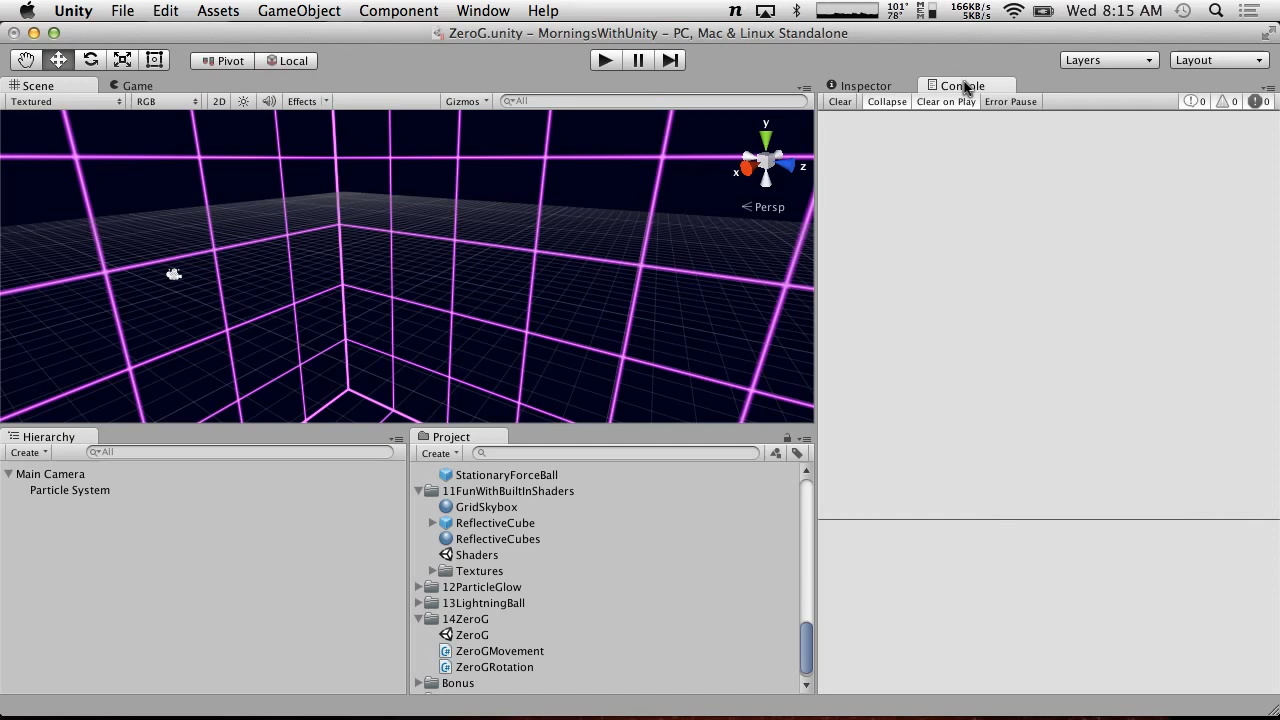 Unity File Edit Assets GameObject Component Window Help 101° 78° 166KB/s 5KB/s Wed 8:15 AM
ZeroG.unity - MorningsWithUnity - PC, Mac & Linux Standalone
Pivot Local Layers Layout
Scene Game Inspector Console
Textured RGB 2D Effects Gizmos All Clear Collapse Clear on Play Error Pause 0 0 0
y
x z
Persp
Hierarchy Project
Create All Create
Main Camera
Particle System
StationaryForceBall
11FunWithBuiltInShaders
GridSkybox
ReflectiveCube
ReflectiveCubes
Shaders
Textures
12ParticleGlow
13LightningBall
14ZeroG
ZeroG
ZeroGMovement
ZeroGRotation
Bonus